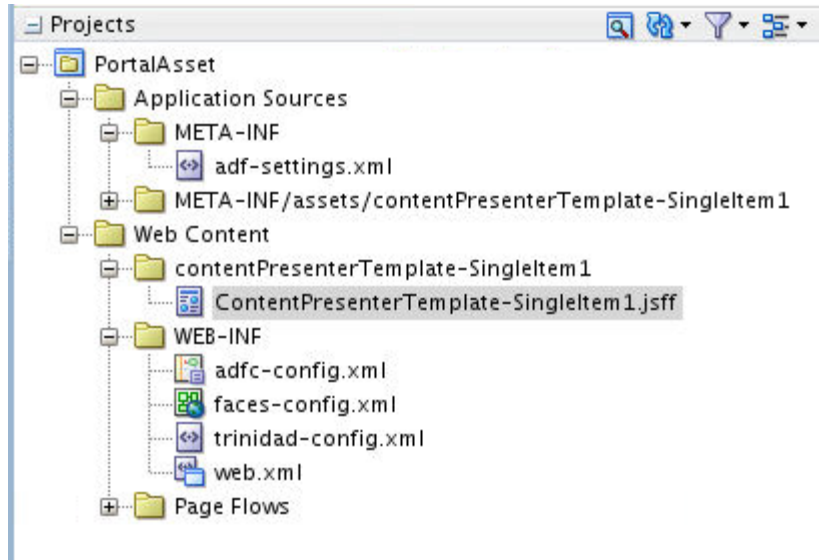 Projects
PortalAsset
Application Sources
META-INF
adf-settings.xml
META-INF/assets/contentPresenterTemplate-SingleItem1
Web Content
contentPresenterTemplate-SingleItem1
ContentPresenterTemplate-SingleItem1.jsff
WEB-INF
adfc-config.xml
faces-config.xml
trinidad-config.xml
web.xml
Page Flows